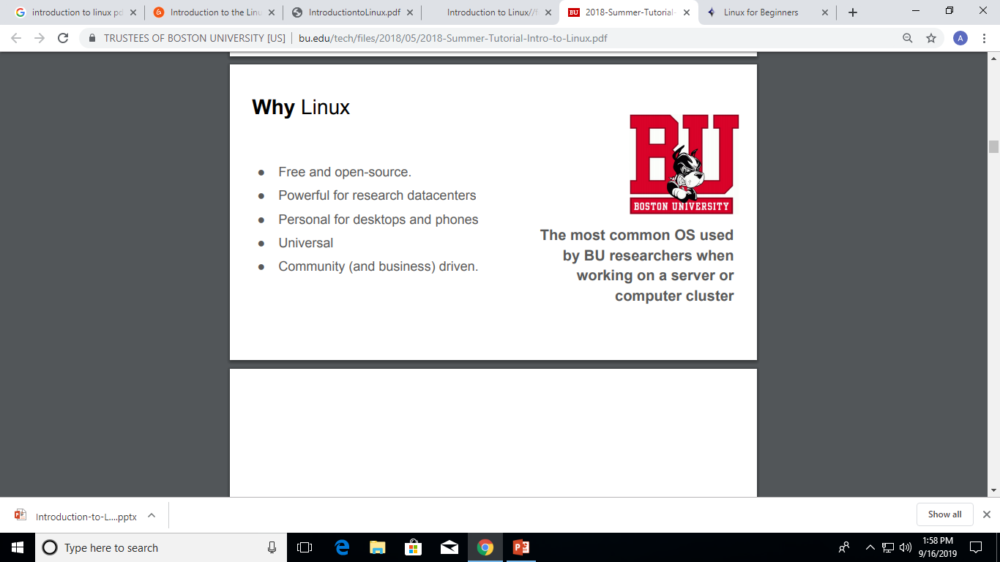 introduction to linux pd
Introduction to the Linu
IntroductiontoLinux.pdf
Introduction to Linux//f
BU
2018-Summer-Tutorial-
Linux for Beginners
TRUSTEES OF BOSTON UNIVERSITY [US]
bu.edu/tech/files/2018/05/2018-Summer-Tutorial-Intro-to-Linux.pdf
A
Why Linux
● Free and open-source.
● Powerful for research datacenters
● Personal for desktops and phones
● Universal
● Community (and business) driven.
BU
BOSTON UNIVERSITY
The most common OS used
by BU researchers when
working on a server or
computer cluster
Introduction-to-L....pptx
Show all
Type here to search
1:58 PM
9/16/2019